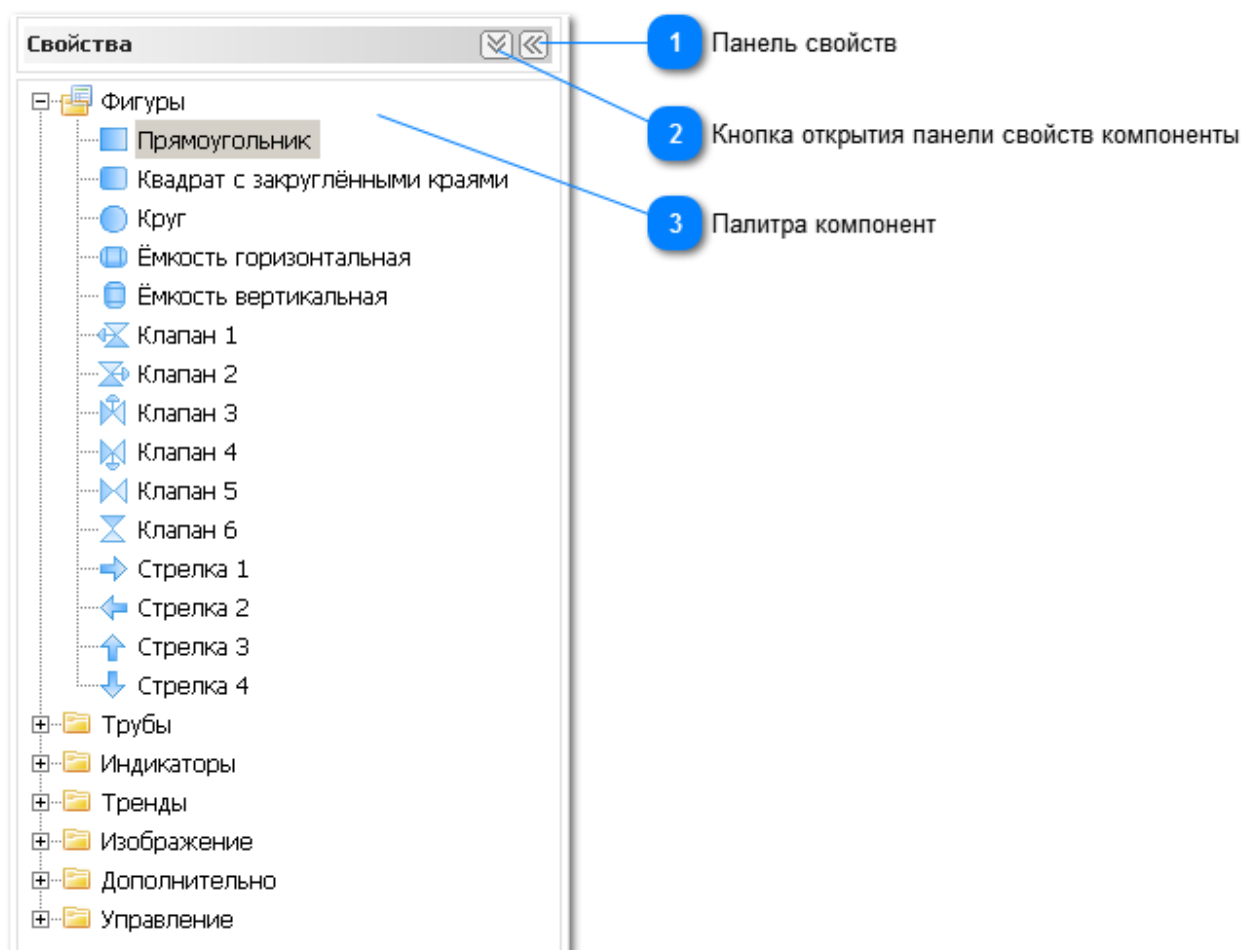 Свойства
Фигуры
Прямоугольник
Квадрат с закруглёнными краями
Круг
Ёмкость горизонтальная
Ёмкость вертикальная
Клапан 1
Клапан 2
Клапан 3
Клапан 4
Клапан 5
Клапан 6
Стрелка 1
Стрелка 2
Стрелка 3
Стрелка 4
Трубы
Индикаторы
Тренды
Изображение
Дополнительно
Управление
1 Панель свойств
2 Кнопка открытия панели свойств компоненты
3 Палитра компонент